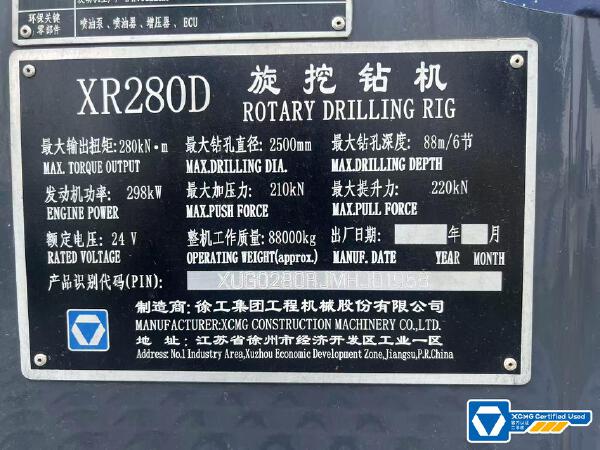 环保关键
零部件
喷油泵、喷油器、增压器、ECU
XR280D 旋挖钻机
ROTARY DRILLING RIG
最大输出扭矩: 280kN·m 最大钻孔直径: 2500mm 最大钻孔深度: 88m/6节
MAX. TORQUE OUTPUT MAX.DRILLING DIA. MAX.DRILLING DEPTH
发动机功率: 298kW 最大加压力: 210kN 最大提升力: 220kN
ENGINE POWER MAX.PUSH FORCE MAX.PULL FORCE
额定电压: 24 V 整机工作质量: 88000kg 出厂日期: 年 月
RATED VOLTAGE OPERATING WEIGHT(approx.) MANUF. DATE YEAR MONTH
产品识别代码(PIN):
制造商: 徐工集团工程机械股份有限公司
MANUFACTURER:XCMG CONSTRUCTION MACHINERY CO.,LTD.
地 址: 江苏省徐州市经济开发区工业一区
Address: No.1 Industry Area,Xuzhou Economic Development Zone,Jiangsu,P.R.China
XCMG Certified Used